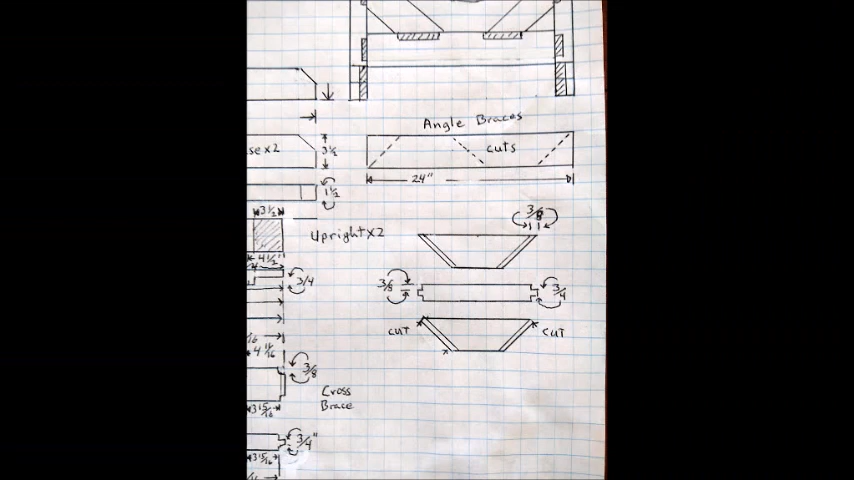 Angle Braces
cuts
24"
se x2
3½
1½
3½
Upright x2
4½"
3/4
3/8
3/8
3/4
cut
cut
4 11/16
3/8
Cross
Brace
3 5/16
3/4"
3 5/16